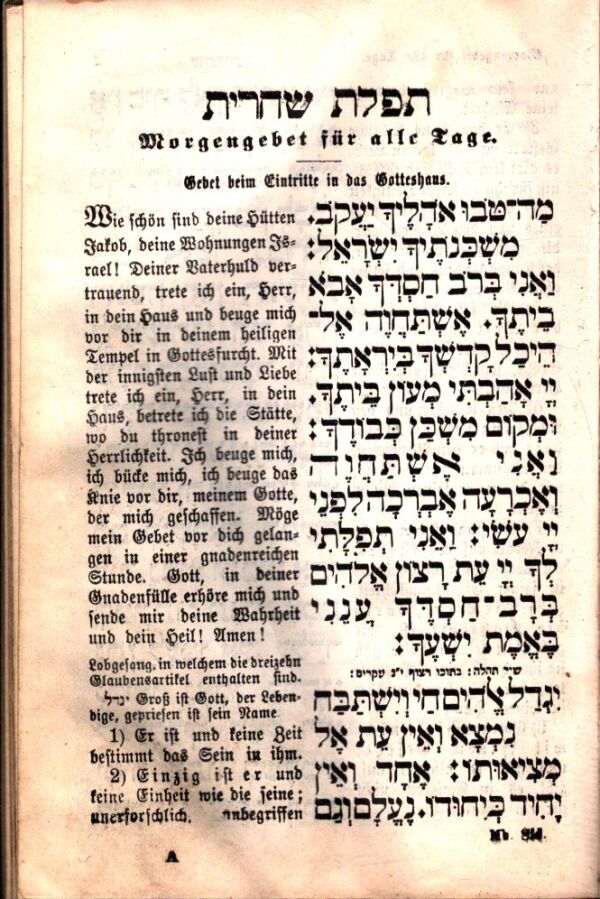 תפלת שחרית
Morgengebet für alle Tage.
Gebet beim Eintritte in das Gotteshaus.
Wie schön sind deine Hütten
Jakob, deine Wohnungen Is-
rael! Deiner Vaterhuld ver-
trauend, trete ich ein, Herr,
in dein Haus und beuge mich
vor dir in deinem heiligen
Tempel in Gottesfurcht. Mit
der innigsten Lust und Liebe
trete ich ein, Herr, in dein
Haus, betrete ich die Stätte,
wo du thronest in deiner
Herrlichkeit. Ich beuge mich,
ich bücke mich, ich beuge das
Knie vor dir, meinem Gotte,
der mich geschaffen. Möge
mein Gebet vor dich gelan-
gen in einer gnadenreichen
Stunde. Gott, in deiner
Gnadenfülle erhöre mich und
sende mir deine Wahrheit
und dein Heil! Amen!
Lobgesang, in welchem die dreizehn
Glaubensartikel enthalten sind.
יגדל Groß ist Gott, der Leben-
dige, gepriesen ist sein Name
1) Er ist und keine Zeit
bestimmt das Sein in ihm.
2) Einzig ist er und
keine Einheit wie die seine;
unerforschlich, unbegriffen
מַה־טֹּבוּ אֹהָלֶיךָ יַעֲקֹב.
מִשְׁכְּנֹתֶיךָ יִשְׂרָאֵל:
וַאֲנִי בְּרֹב חַסְדְּךָ אָבֹא
בֵיתֶךָ. אֶשְׁתַּחֲוֶה אֶל־
הֵיכַל קָדְשְׁךָ בְּיִרְאָתֶךָ:
יְיָ אָהַבְתִּי מְעוֹן בֵּיתֶךָ.
וּמְקוֹם מִשְׁכַּן כְּבוֹדֶךָ:
וַאֲנִי אֶשְׁתַּחֲוֶה
וְאֶכְרָעָה אֶבְרְכָה לִפְנֵי
יְיָ עֹשִׂי: וַאֲנִי תְפִלָּתִי
לְךָ יְיָ עֵת רָצוֹן אֱלֹהִים
בְּרָב־חַסְדֶּךָ עֲנֵנִי
בֶּאֱמֶת יִשְׁעֶךָ:
שיר תהלה: בתוכו רצוף י״ג עקרים:
יִגְדַּל אֱלֹהִים חַי וְיִשְׁתַּבַּח
נִמְצָא וְאֵין עֵת אֶל
מְצִיאוּתוֹ: אֶחָד וְאֵין
יָחִיד כְּיִחוּדוֹ. נֶעֱלָם וְגַם
A